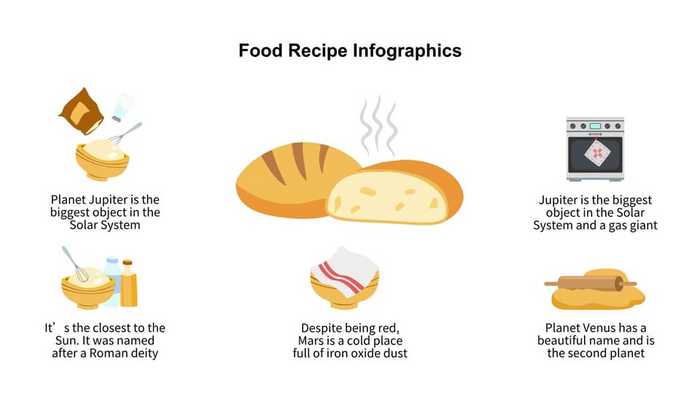 Food Recipe Infographics
Planet Jupiter is the
biggest object in the
Solar System
Jupiter is the biggest
object in the Solar
System and a gas giant
It’s the closest to the
Sun. It was named
after a Roman deity
Despite being red,
Mars is a cold place
full of iron oxide dust
Planet Venus has a
beautiful name and is
the second planet